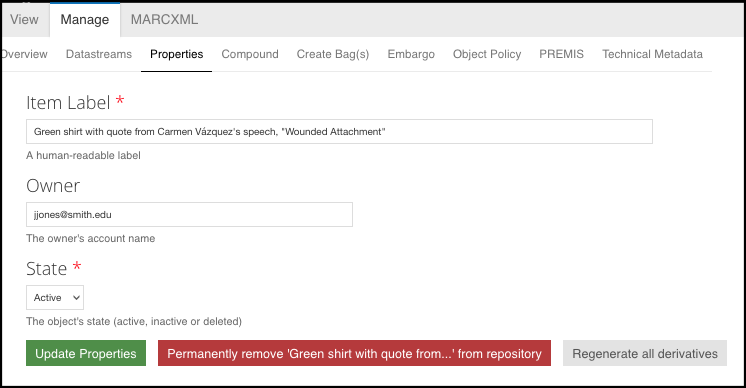 View Manage MARCXML
Overview Datastreams Properties Compound Create Bag(s) Embargo Object Policy PREMIS Technical Metadata
Item Label *
Green shirt with quote from Carmen Vázquez's speech, "Wounded Attachment"
A human-readable label
Owner
jjones@smith.edu
The owner's account name
State *
Active
The object's state (active, inactive or deleted)
Update Properties Permanently remove 'Green shirt with quote from...' from repository Regenerate all derivatives